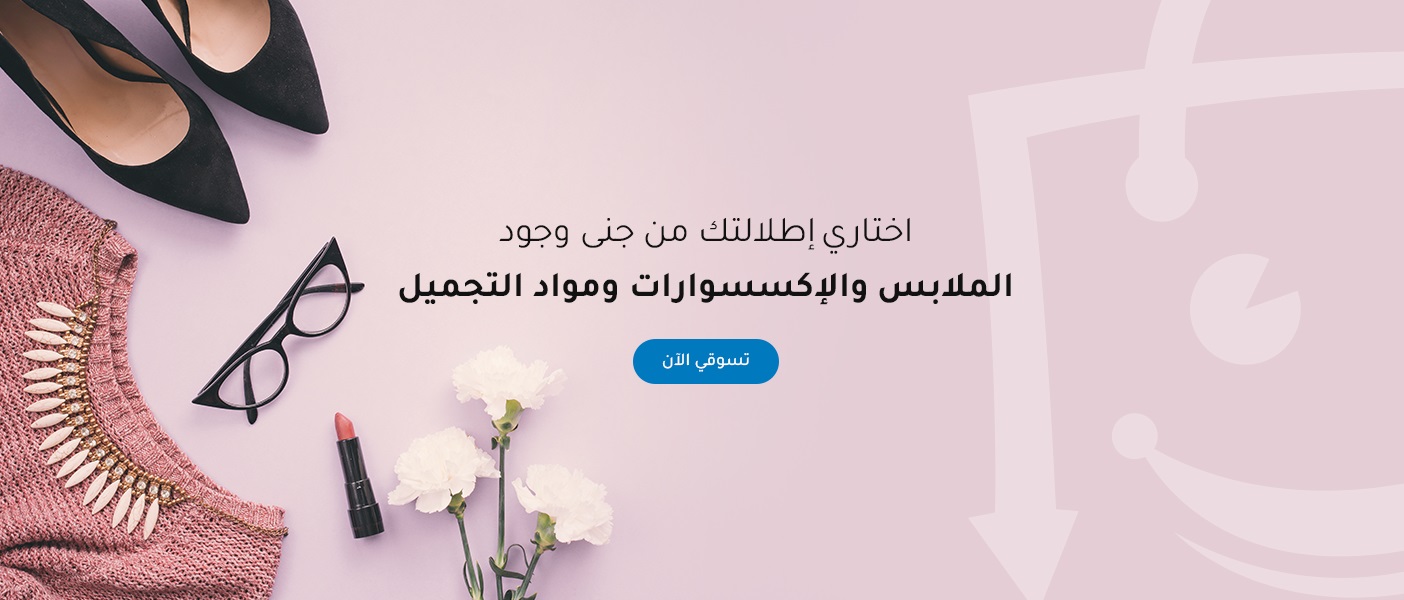 اختاري إطلالتك من جنى وجود
الملابس والإكسسوارات ومواد التجميل
تسوقي الآن